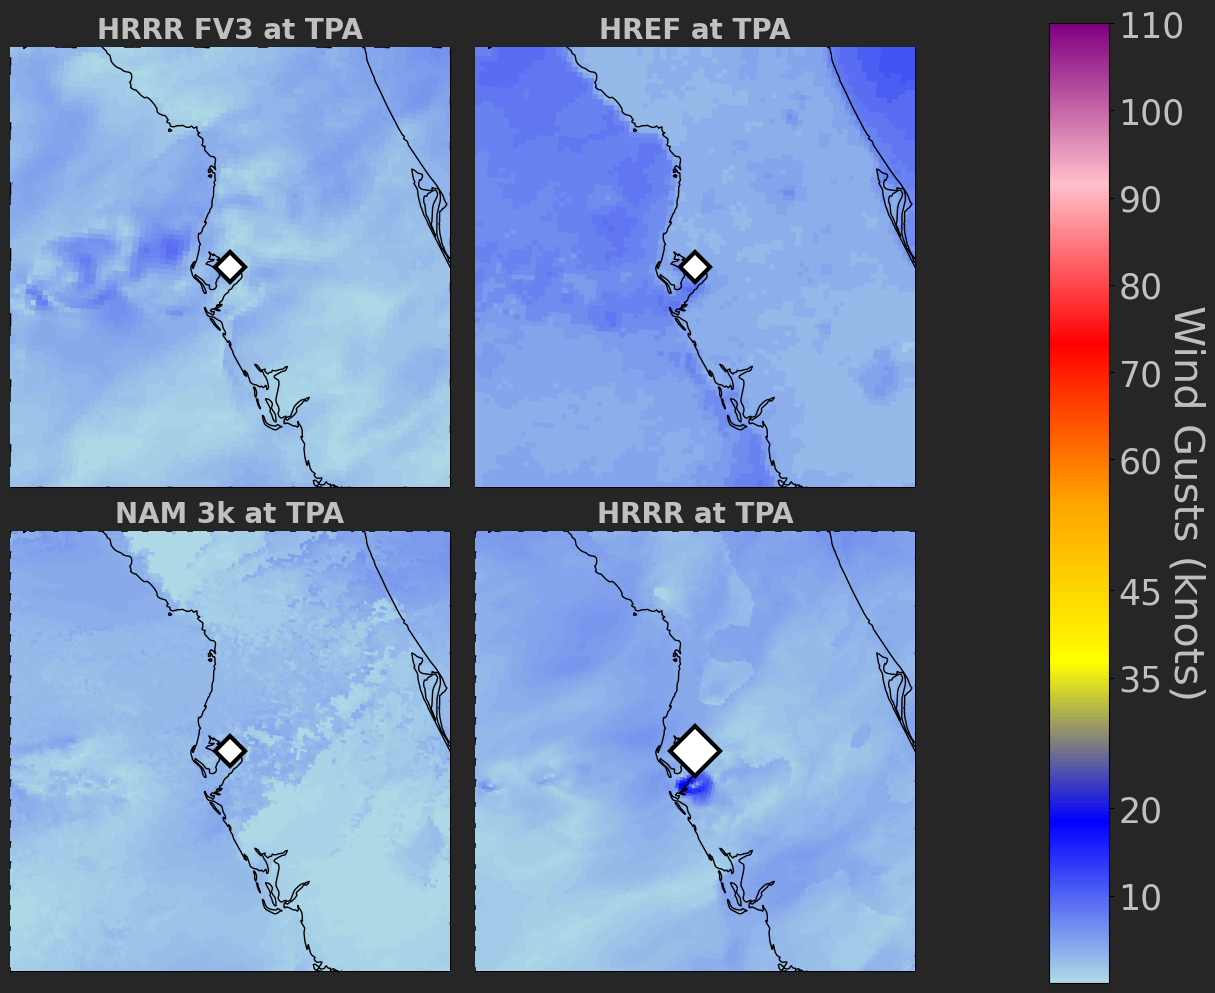 HRRR FV3 at TPA
HREF at TPA
NAM 3k at TPA
HRRR at TPA
110
100
90
80
70
60
45
35
20
10
Wind Gusts (knots)